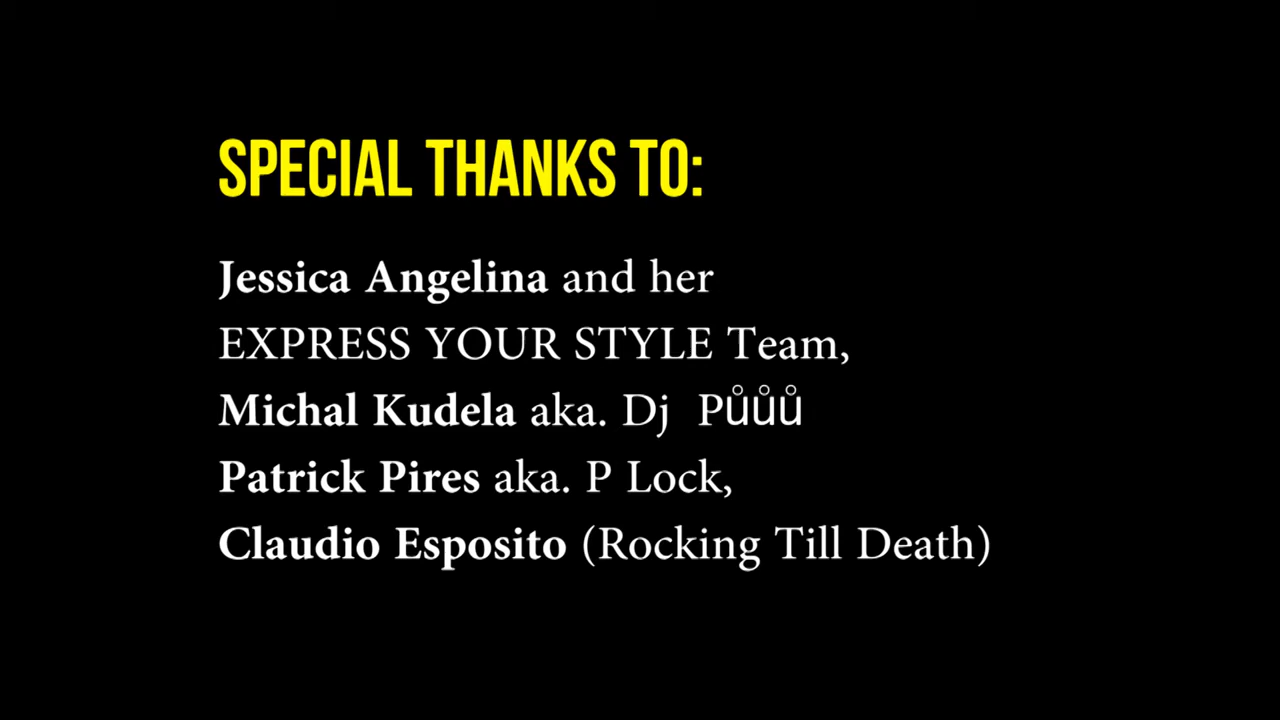 SPECIAL THANKS TO:
Jessica Angelina and her
EXPRESS YOUR STYLE Team,
Michal Kudela aka. Dj  Půůů
Patrick Pires aka. P Lock,
Claudio Esposito (Rocking Till Death)